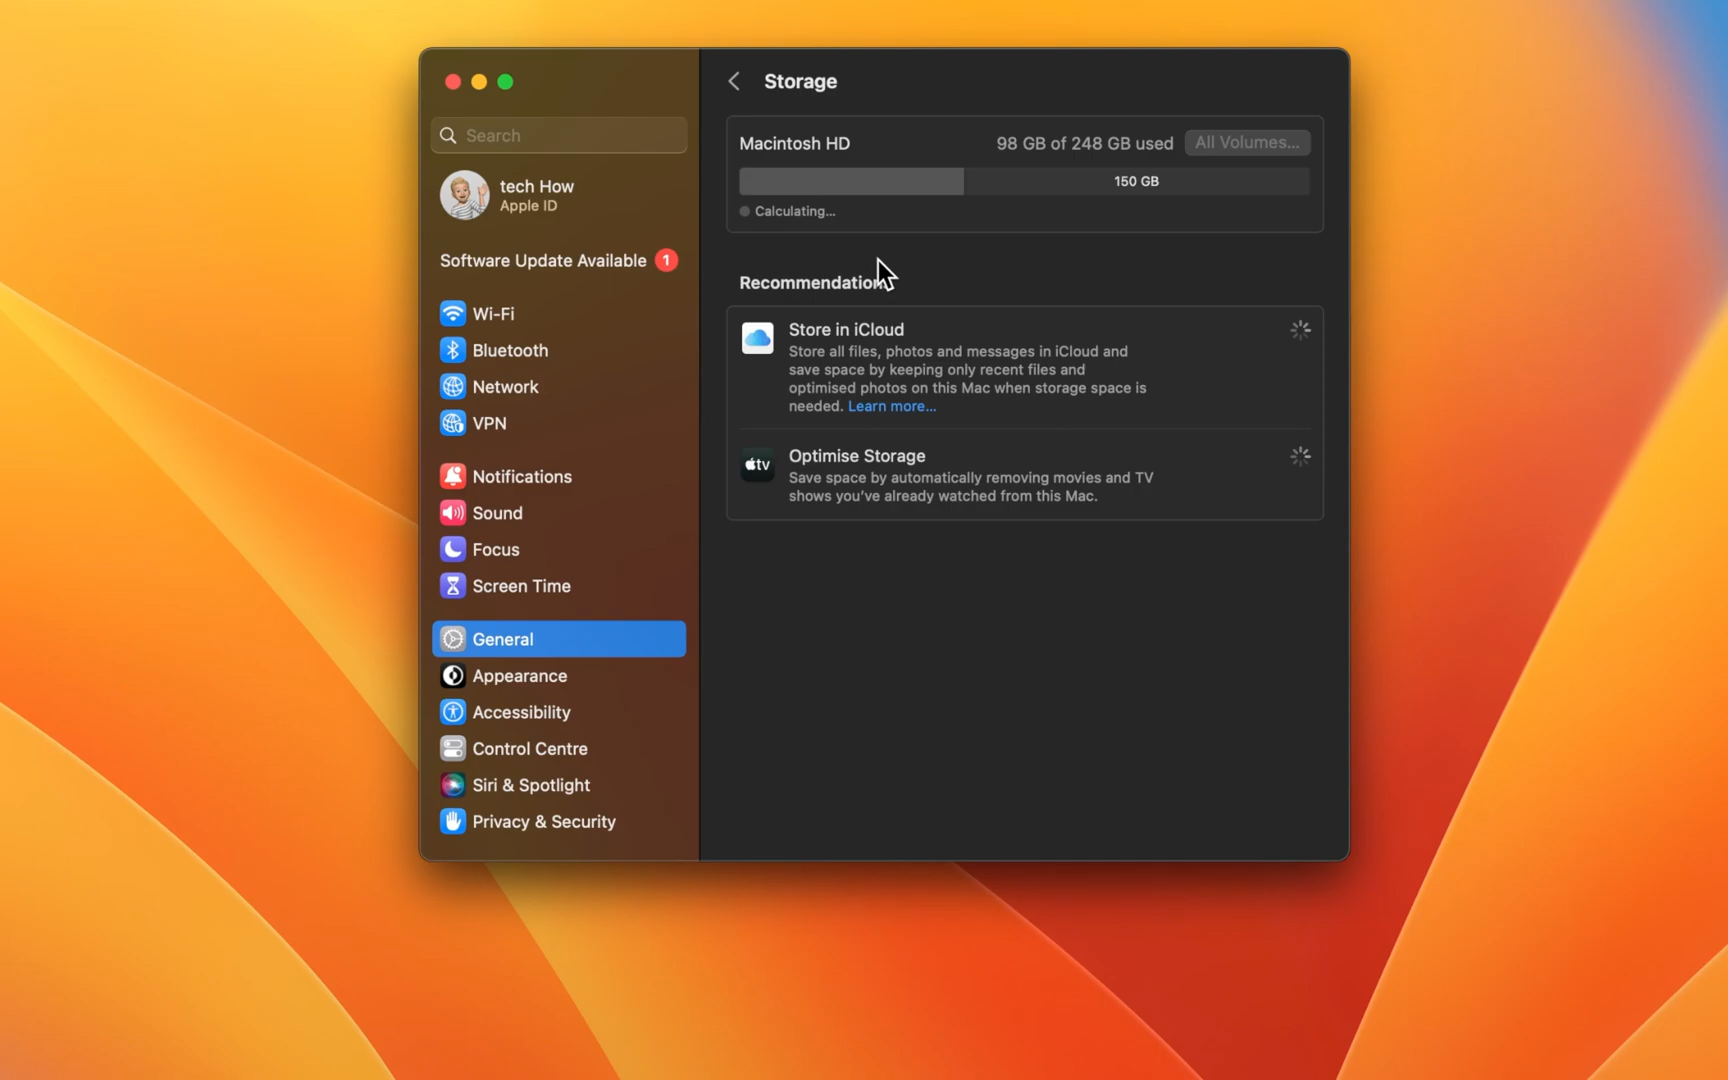 Storage
Search
Macintosh HD
98 GB of 248 GB used
All Volumes...
150 GB
Calculating...
tech How
Apple ID
Software Update Available 1
Wi-Fi
Bluetooth
Network
VPN
Notifications
Sound
Focus
Screen Time
General
Appearance
Accessibility
Control Centre
Siri & Spotlight
Privacy & Security
Recommendations
Store in iCloud
Store all files, photos and messages in iCloud and
save space by keeping only recent files and
optimised photos on this Mac when storage space is
needed. Learn more...
tv
Optimise Storage
Save space by automatically removing movies and TV
shows you've already watched from this Mac.